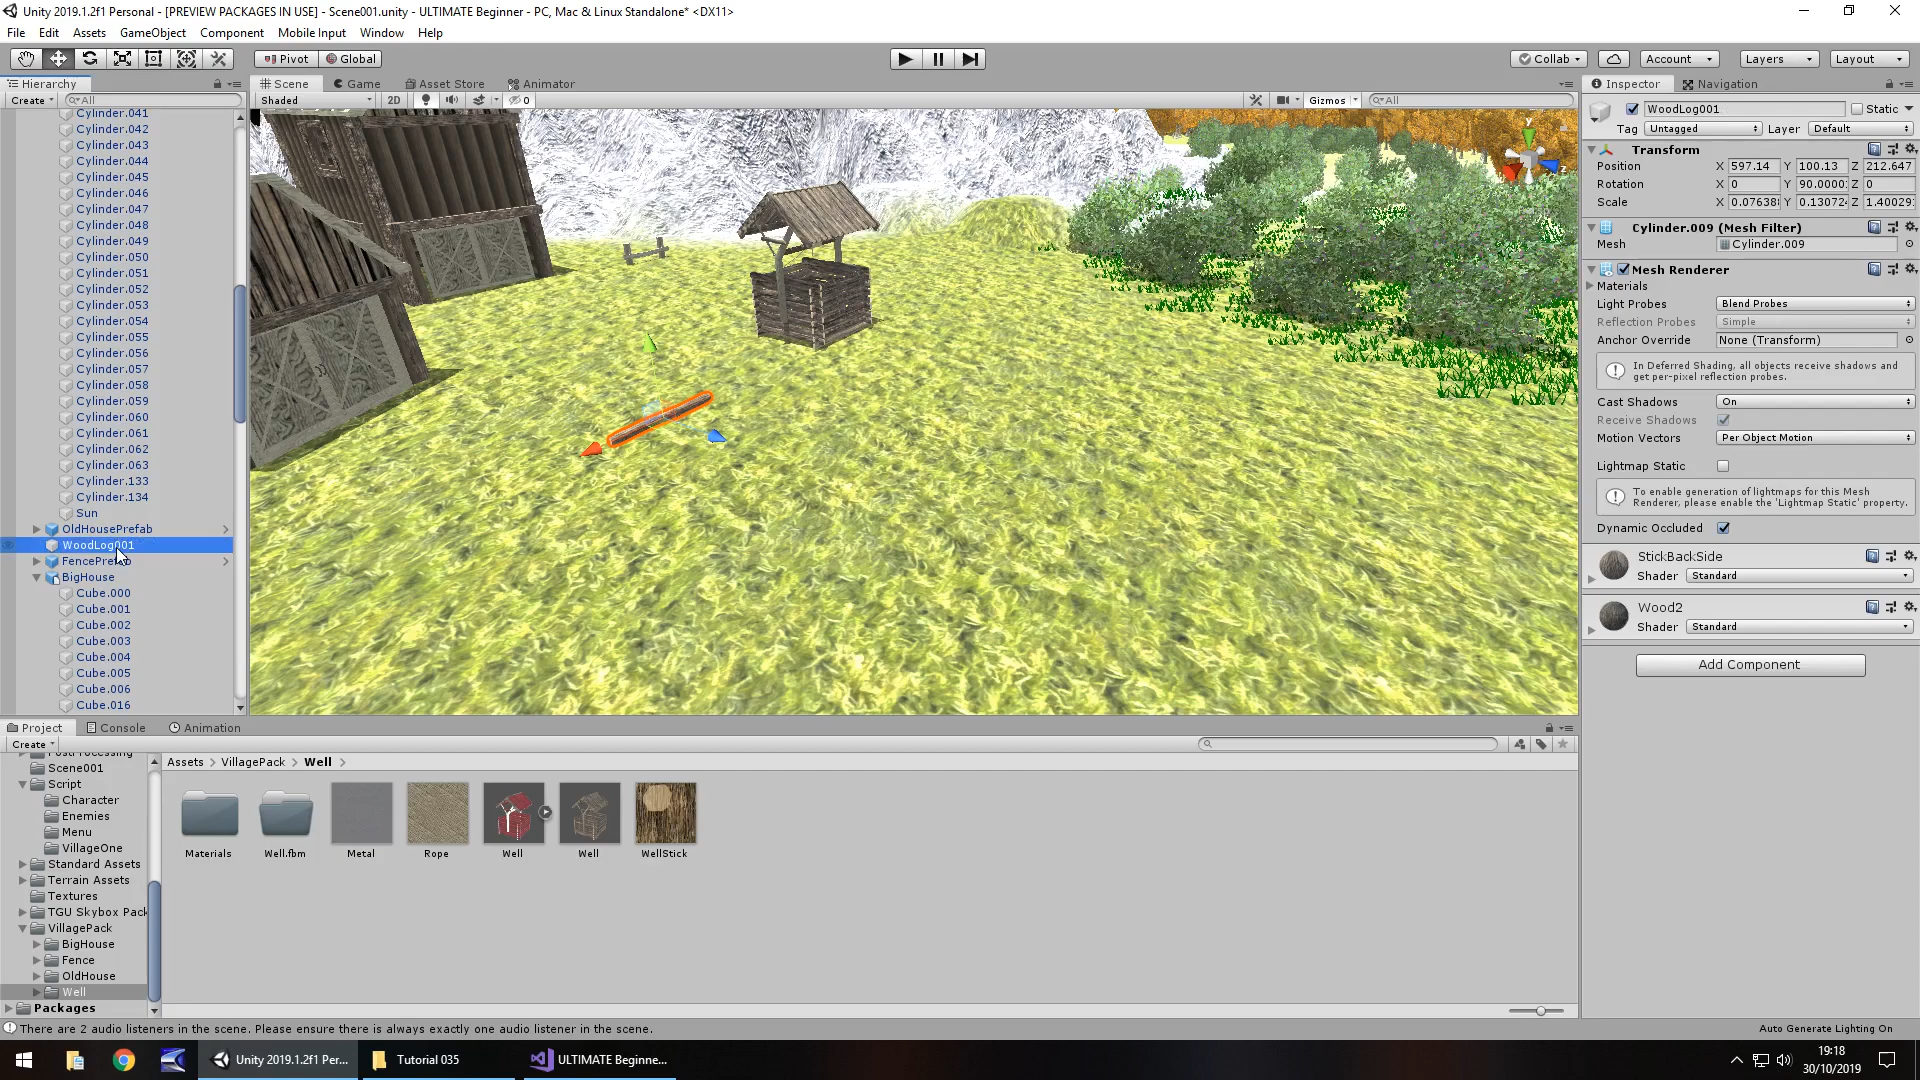 Unity 2019.1.2f1 Personal - [PREVIEW PACKAGES IN USE] - Scene001.unity - ULTIMATE Beginner - PC, Mac & Linux Standalone* <DX11>
File Edit Assets GameObject Component Mobile Input Window Help
Pivot Global Collab Account Layers Layout
Hierarchy
Create All
Cylinder.041
Cylinder.042
Cylinder.043
Cylinder.044
Cylinder.045
Cylinder.046
Cylinder.047
Cylinder.048
Cylinder.049
Cylinder.050
Cylinder.051
Cylinder.052
Cylinder.053
Cylinder.054
Cylinder.055
Cylinder.056
Cylinder.057
Cylinder.058
Cylinder.059
Cylinder.060
Cylinder.061
Cylinder.062
Cylinder.063
Cylinder.133
Cylinder.134
Sun
OldHousePrefab
WoodLog001
BigHouse
Cube.000
Cube.001
Cube.002
Cube.003
Cube.004
Cube.005
Cube.006
Cube.016
Scene Game Asset Store Animator
Shaded 2D 0 Gizmos All
y
z
Inspector Navigation
WoodLog001 Static
Tag Untagged Layer Default
Transform
Position X 597.14 Y 100.13 Z 212.647
Rotation X 0 Y 90.0000 Z 0
Scale X 0.07638 Y 0.13072 Z 1.40029
Cylinder.009 (Mesh Filter)
Mesh Cylinder.009
Mesh Renderer
Materials
Light Probes Blend Probes
Reflection Probes Simple
Anchor Override None (Transform)
In Deferred Shading, all objects receive shadows and
get per-pixel reflection probes.
Cast Shadows On
Receive Shadows
Motion Vectors Per Object Motion
Lightmap Static
To enable generation of lightmaps for this Mesh
Renderer, please enable the 'Lightmap Static' property.
Dynamic Occluded
StickBackSide
Shader Standard
Wood2
Shader Standard
Add Component
Project Console Animation
Create
Scene001
Script
Character
Enemies
Menu
VillageOne
Standard Assets
Terrain Assets
Textures
TGU Skybox Pack
VillagePack
BigHouse
Fence
OldHouse
Well
Packages
Assets > VillagePack > Well >
Materials Well.fbm Metal Rope Well Well WellStick
There are 2 audio listeners in the scene. Please ensure there is always exactly one audio listener in the scene.
Auto Generate Lighting On
Unity 2019.1.2f1 Per... Tutorial 035 ULTIMATE Beginne...
19:18
30/10/2019